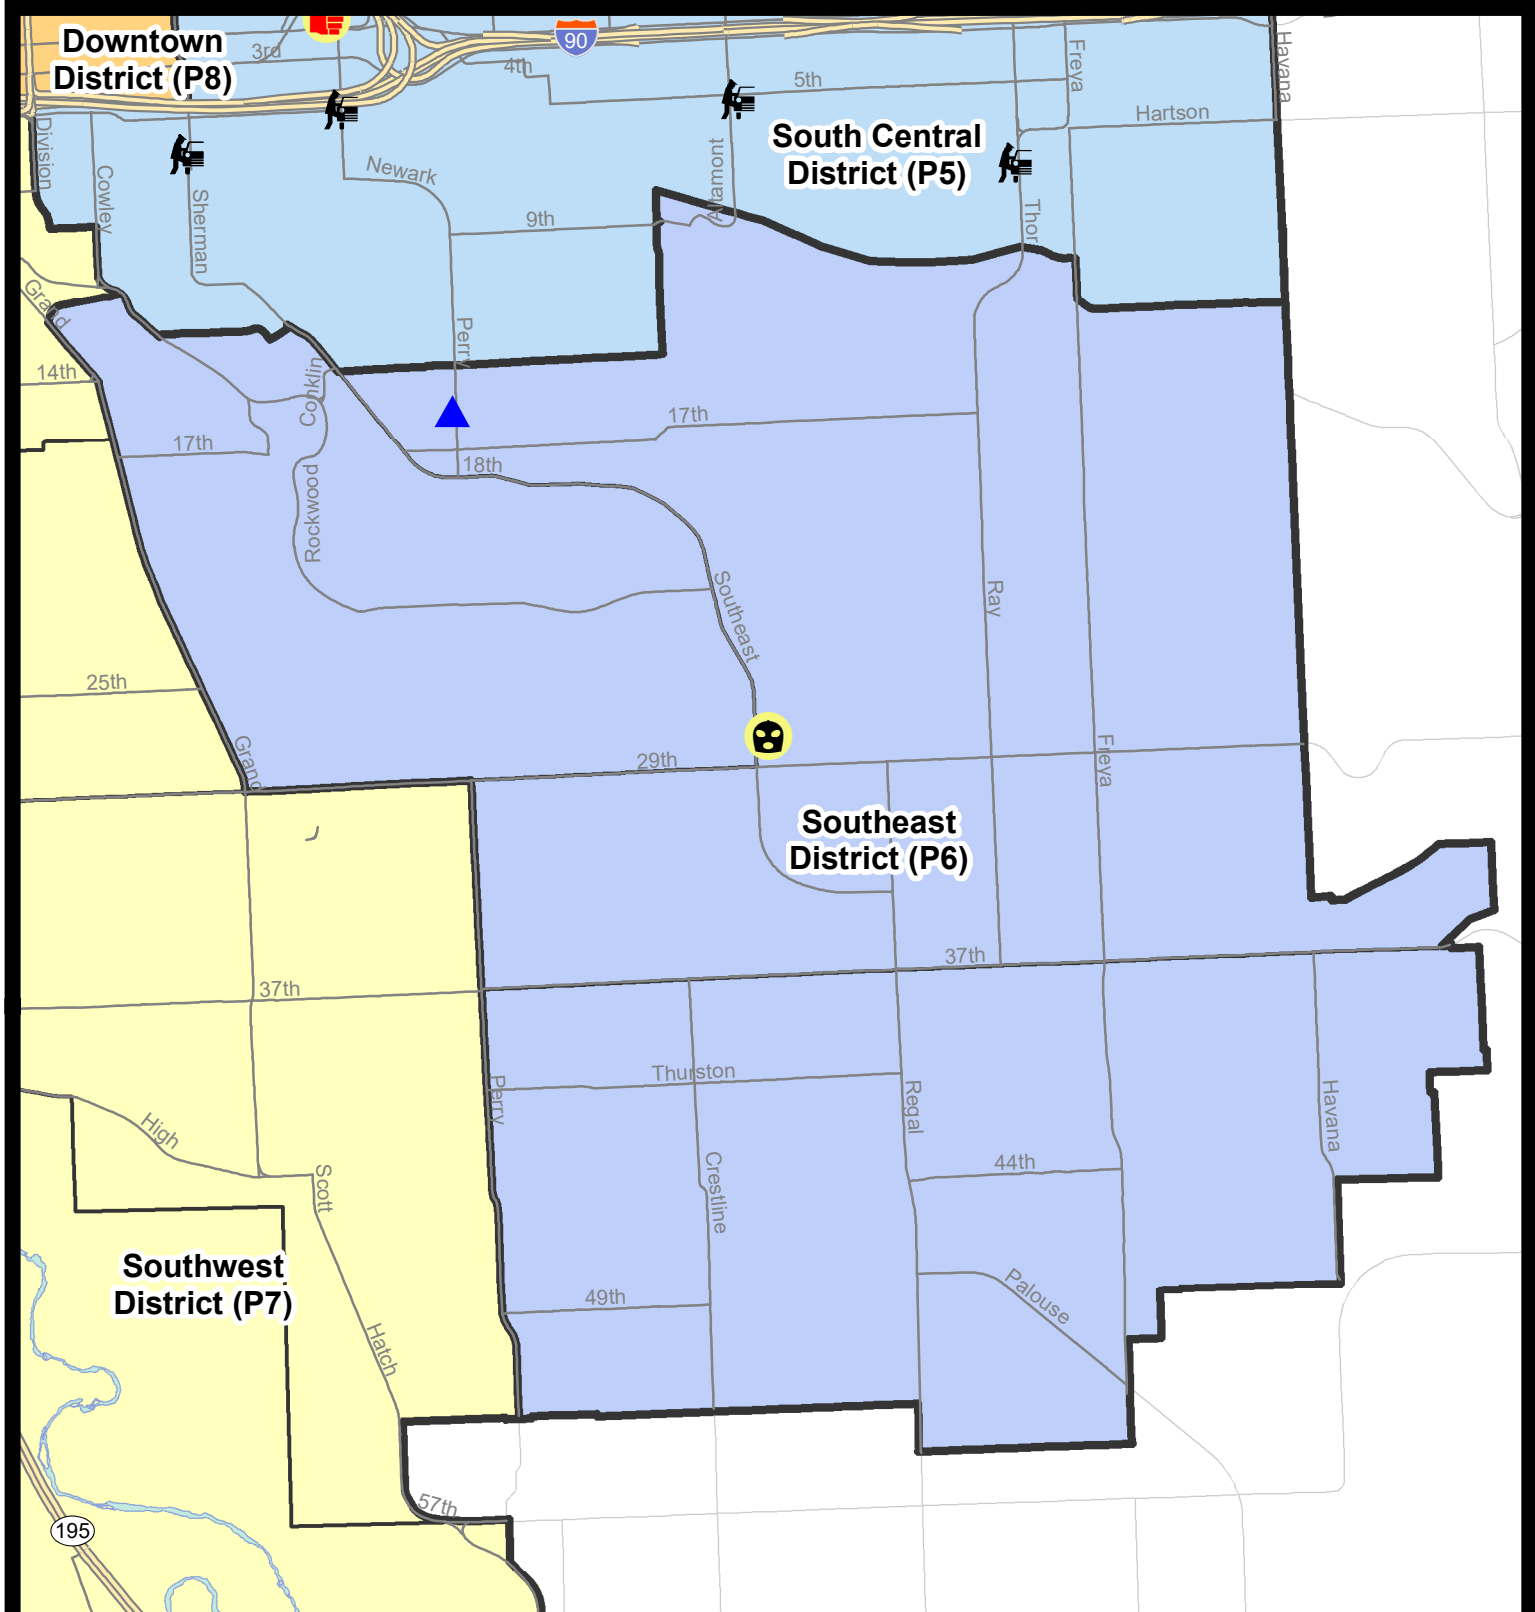 Downtown
District (P8)
3rd
90
4th
5th
Freya
Havana
Hartson
South Central
District (P5)
Division
Cowley
Sherman
Newark
Altamont
9th
Thor
Grand
Perry
14th
Conklin
17th
17th
18th
Rockwood
Southeast
Ray
25th
Grand
29th
Freya
Southeast
District (P6)
37th
37th
Thurston
Perry
Regal
Havana
High
Scott
Crestline
44th
Southwest
District (P7)
49th
Palouse
Hatch
57th
195